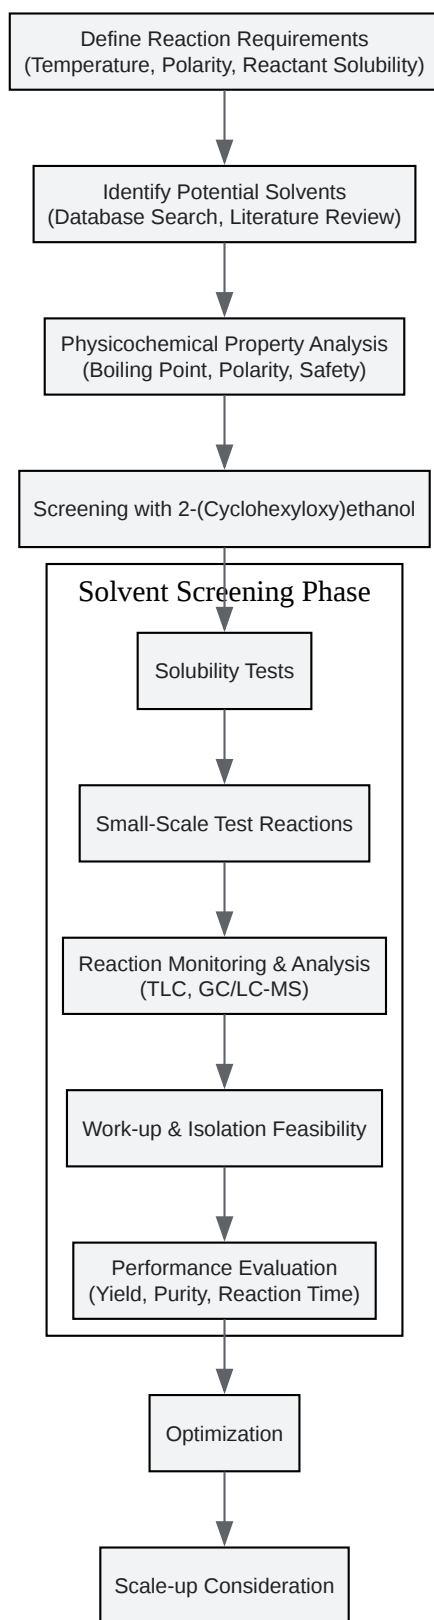 Define Reaction Requirements
(Temperature, Polarity, Reactant Solubility)
Identify Potential Solvents
(Database Search, Literature Review)
Physicochemical Property Analysis
(Boiling Point, Polarity, Safety)
Screening with 2-(Cyclohexyloxy)ethanol
Solvent Screening Phase
Solubility Tests
Small-Scale Test Reactions
Reaction Monitoring & Analysis
(TLC, GC/LC-MS)
Work-up & Isolation Feasibility
Performance Evaluation
(Yield, Purity, Reaction Time)
Optimization
Scale-up Consideration